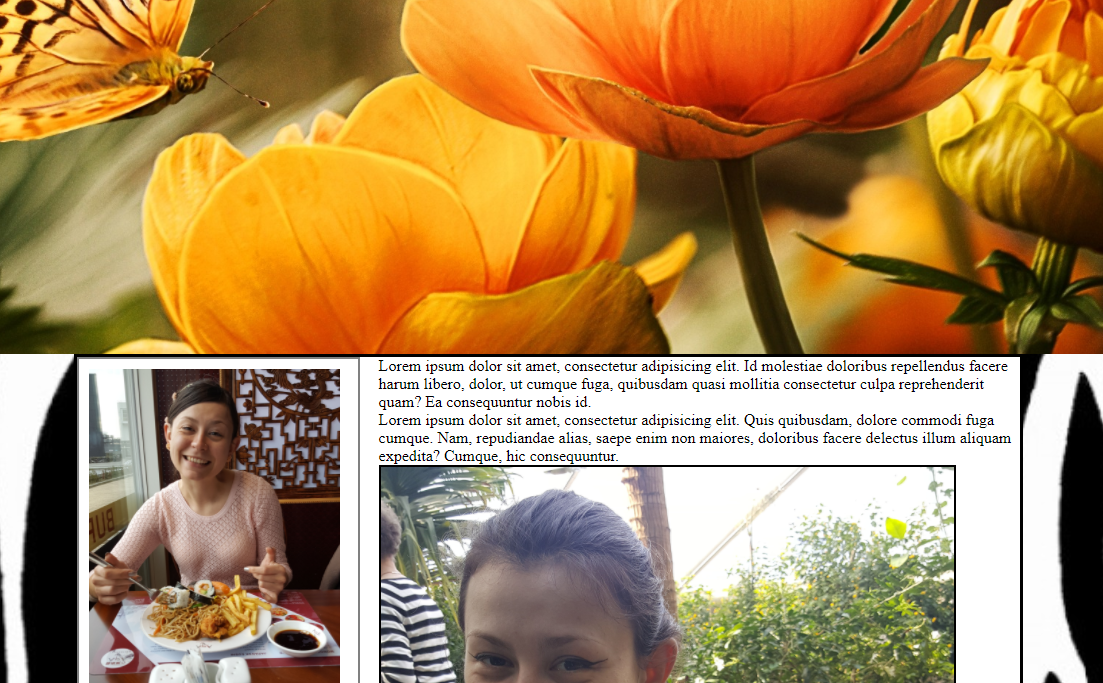 Lorem ipsum dolor sit amet, consectetur adipisicing elit. Id molestiae doloribus repellendus facere
harum libero, dolor, ut cumque fuga, quibusdam quasi mollitia consectetur culpa reprehenderit
quam? Ea consequuntur nobis id.
Lorem ipsum dolor sit amet, consectetur adipisicing elit. Quis quibusdam, dolore commodi fuga
cumque. Nam, repudiandae alias, saepe enim non maiores, doloribus facere delectus illum aliquam
expedita? Cumque, hic consequuntur.